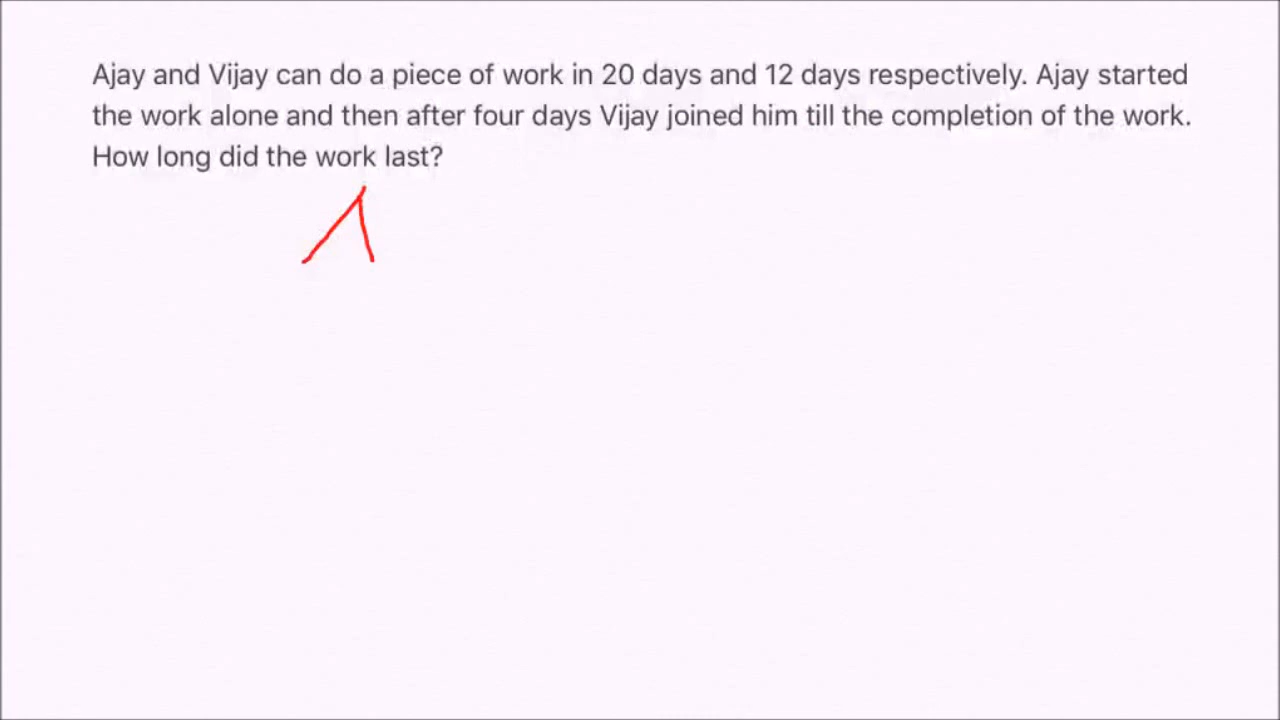 Ajay and Vijay can do a piece of work in 20 days and 12 days respectively. Ajay started
the work alone and then after four days Vijay joined him till the completion of the work.
How long did the work last?